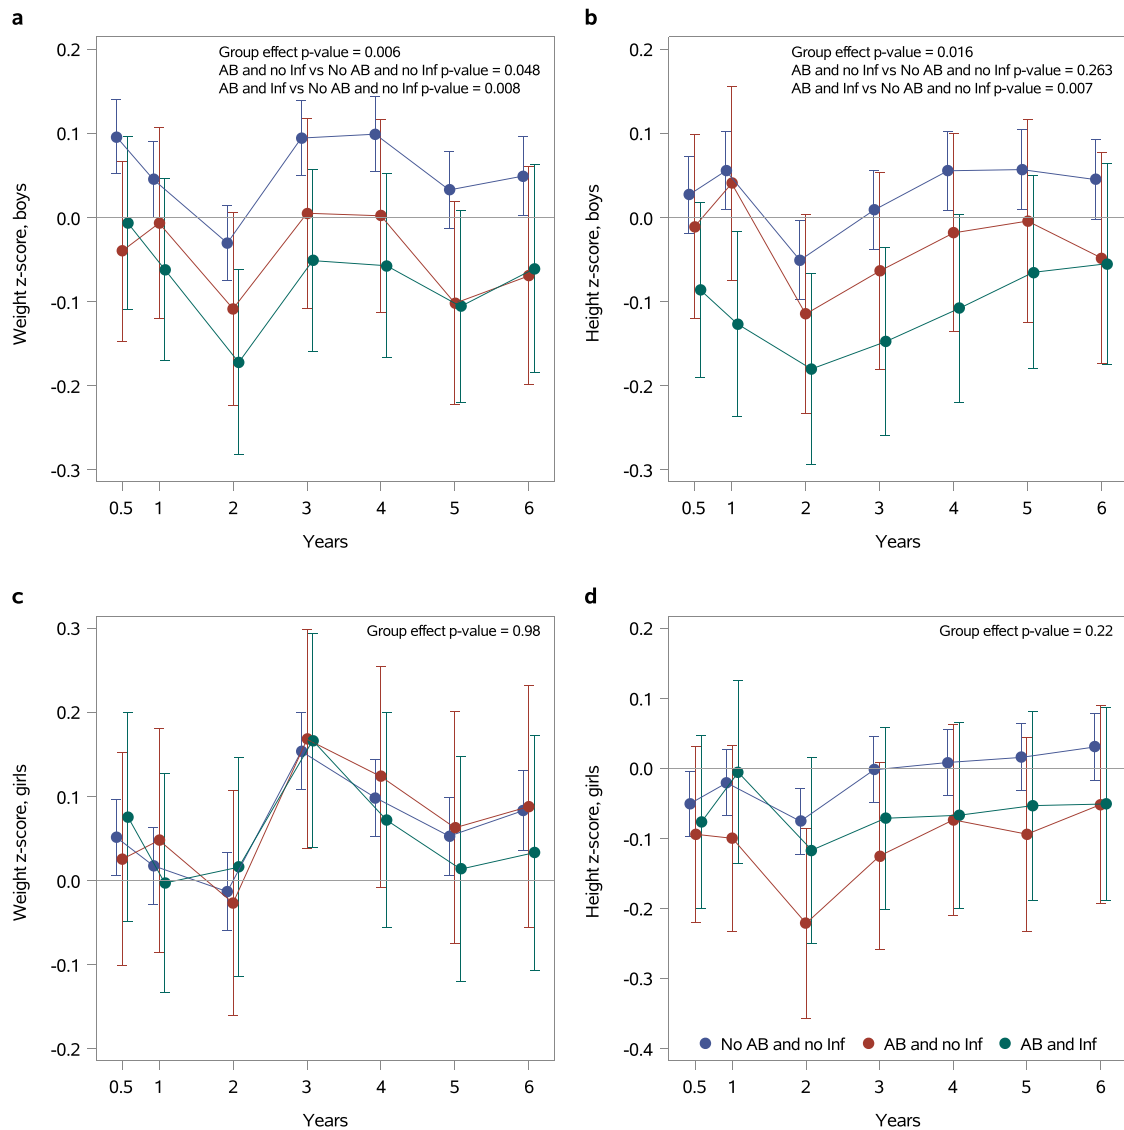 a
Group effect p-value = 0.006
AB and no Inf vs No AB and no Inf p-value = 0.048
AB and Inf vs No AB and no Inf p-value = 0.008
Weight z-score, boys
0.2
0.1
0.0
-0.1
-0.2
-0.3
0.5 1 2 3 4 5 6
Years
b
Group effect p-value = 0.016
AB and no Inf vs No AB and no Inf p-value = 0.263
AB and Inf vs No AB and no Inf p-value = 0.007
Height z-score, boys
0.2
0.1
0.0
-0.1
-0.2
-0.3
0.5 1 2 3 4 5 6
Years
c
Group effect p-value = 0.98
Weight z-score, girls
0.3
0.2
0.1
0.0
-0.1
-0.2
0.5 1 2 3 4 5 6
Years
d
Group effect p-value = 0.22
Height z-score, girls
0.2
0.1
0.0
-0.1
-0.2
-0.3
-0.4
No AB and no Inf AB and no Inf AB and Inf
0.5 1 2 3 4 5 6
Years